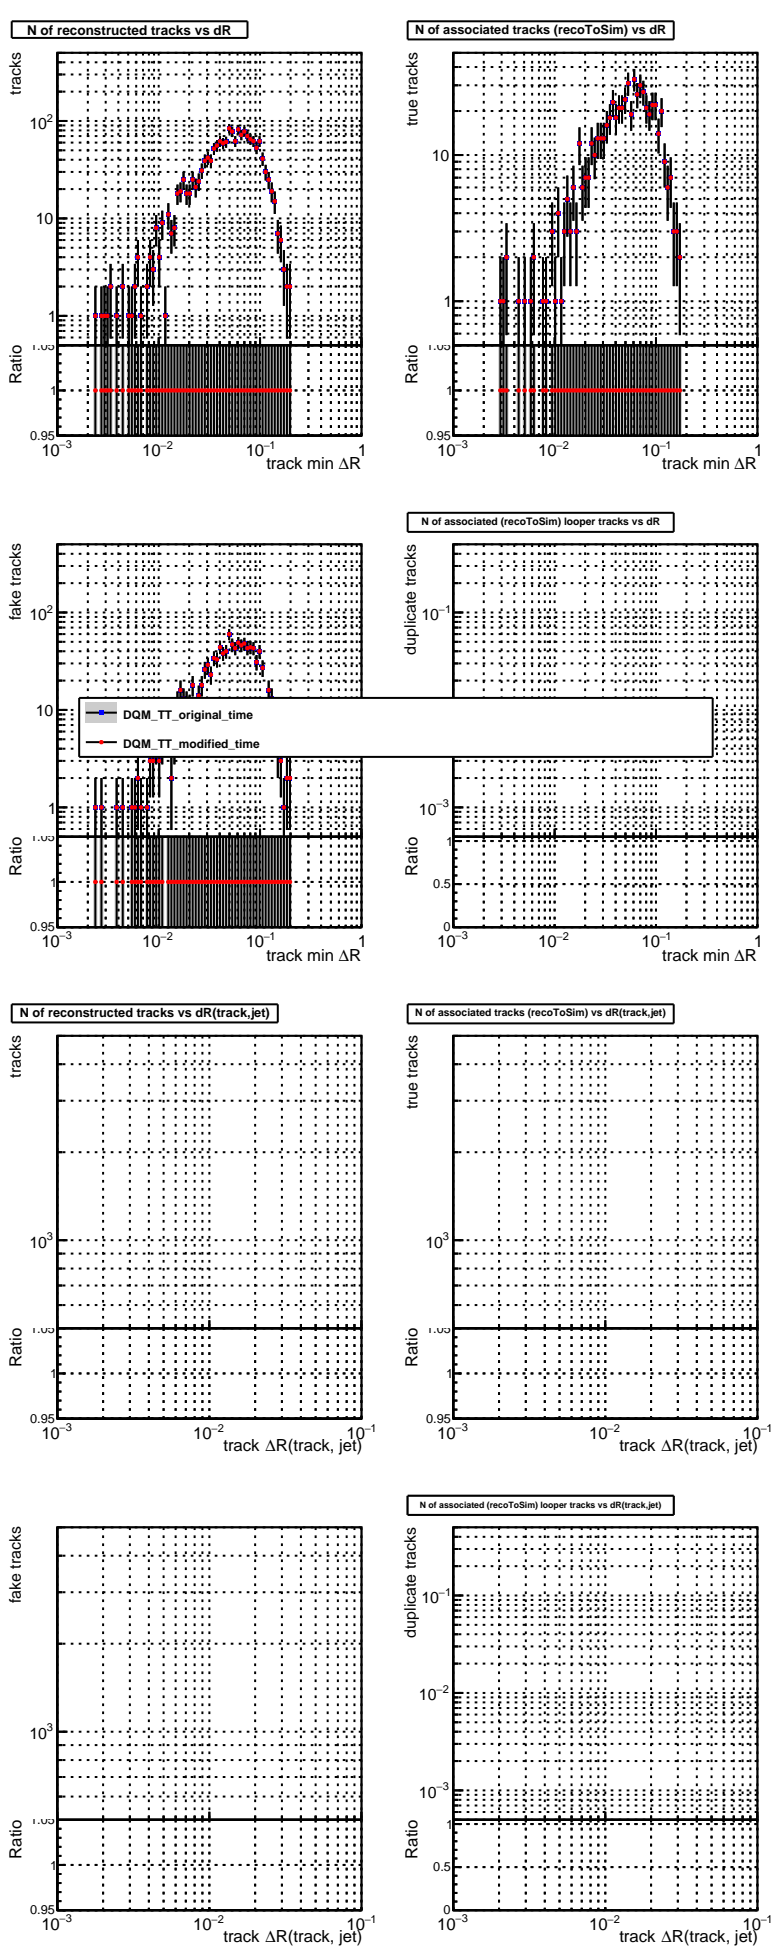 N of reconstructed tracks vs dR
tracks
10²
10
1
Ratio
1.05
1
0.95
10⁻³ 10⁻² 10⁻¹ 1
track min ΔR
N of associated tracks (recoToSim) vs dR
true tracks
10
1
Ratio
1.05
1
0.95
10⁻³ 10⁻² 10⁻¹ 1
track min ΔR
fake tracks
10²
10
1
Ratio
1.05
1
0.95
10⁻³ 10⁻² 10⁻¹ 1
track min ΔR
N of associated (recoToSim) looper tracks vs dR
duplicate tracks
10⁻¹
10⁻³
Ratio
1
0.5
0
10⁻³ 10⁻² 10⁻¹ 1
track min ΔR
DQM_TT_original_time
DQM_TT_modified_time
N of reconstructed tracks vs dR(track,jet)
tracks
10³
Ratio
1.05
1
0.95
10⁻³ 10⁻² 10⁻¹
track ΔR(track, jet)
N of associated tracks (recoToSim) vs dR(track,jet)
true tracks
10³
Ratio
1.05
1
0.95
10⁻³ 10⁻² 10⁻¹
track ΔR(track, jet)
fake tracks
10³
Ratio
1.05
1
0.95
10⁻³ 10⁻² 10⁻¹
track ΔR(track, jet)
N of associated (recoToSim) looper tracks vs dR(track,jet)
duplicate tracks
10⁻¹
10⁻²
10⁻³
Ratio
1
0.5
0
10⁻³ 10⁻² 10⁻¹
track ΔR(track, jet)